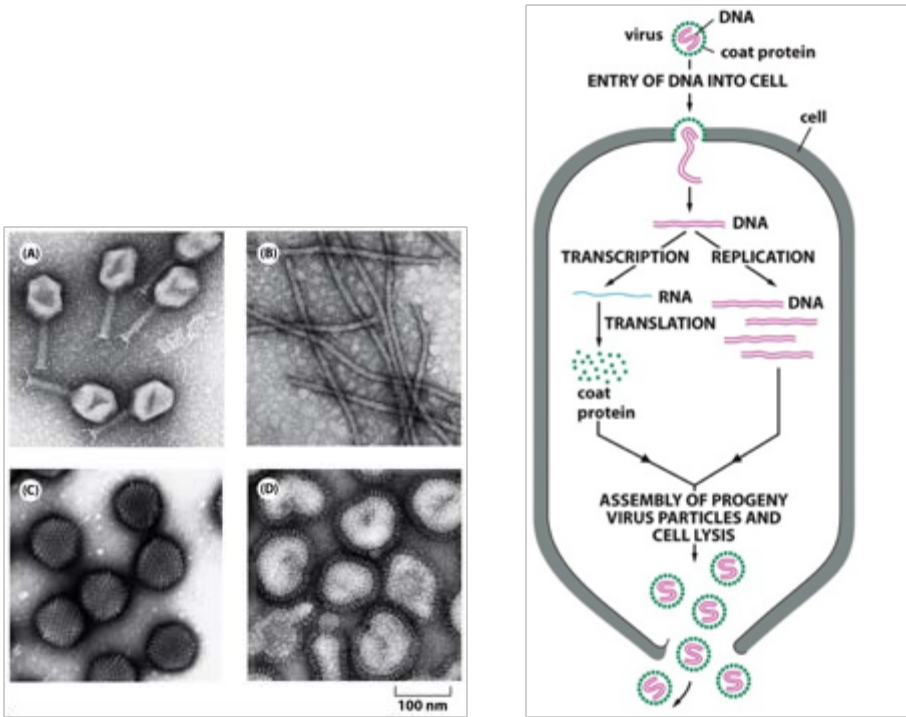 (A)
(B)
(C)
(D)
100 nm
DNA
virus
coat protein
ENTRY OF DNA INTO CELL
cell
DNA
TRANSCRIPTION REPLICATION
RNA
DNA
TRANSLATION
coat
protein
ASSEMBLY OF PROGENY
VIRUS PARTICLES AND
CELL LYSIS